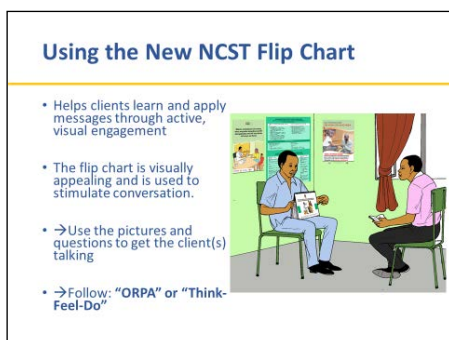 Using the New NCST Flip Chart
• Helps clients learn and apply
messages through active,
visual engagement
• The flip chart is visually
appealing and is used to
stimulate conversation.
• →Use the pictures and
questions to get the client(s)
talking
• →Follow: “ORPA” or “Think-
Feel-Do”